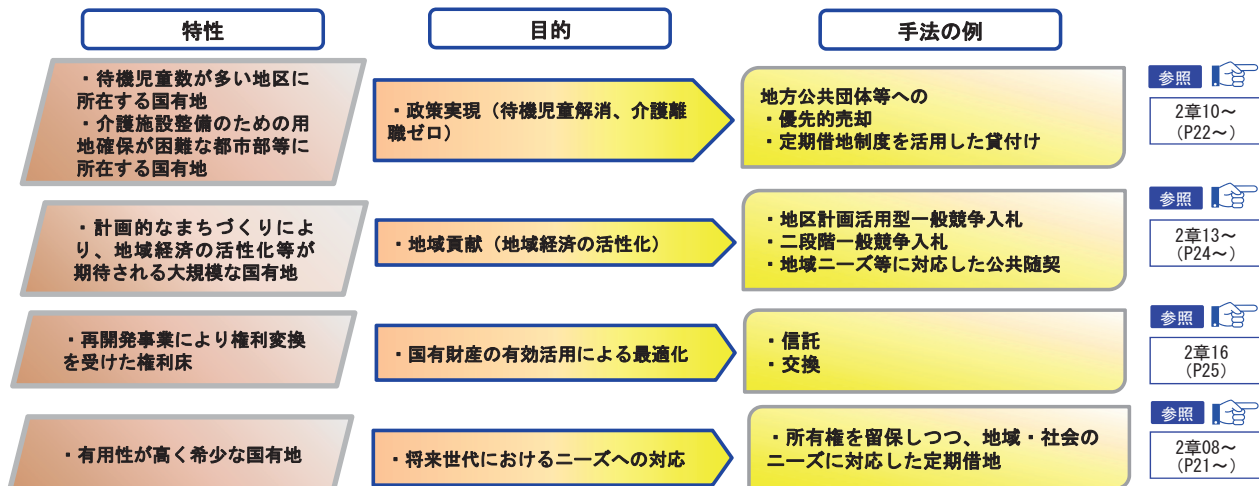 特性
目的
手法の例
・待機児童数が多い地区に
所在する国有地
・介護施設整備のための用
地確保が困難な都市部等に
所在する国有地
・政策実現（待機児童解消、介護離
職ゼロ）
地方公共団体等への
・優先的売却
・定期借地制度を活用した貸付け
参照
2章10～
(P22～)
・計画的なまちづくりによ
り、地域経済の活性化等が
期待される大規模な国有地
・地域貢献（地域経済の活性化）
・地区計画活用型一般競争入札
・二段階一般競争入札
・地域ニーズ等に対応した公共随契
参照
2章13～
(P24～)
・再開発事業により権利変換
を受けた権利床
・国有財産の有効活用による最適化
・信託
・交換
参照
2章16
(P25)
・有用性が高く希少な国有地
・将来世代におけるニーズへの対応
・所有権を留保しつつ、地域・社会の
ニーズに対応した定期借地
参照
2章08～
(P21～)